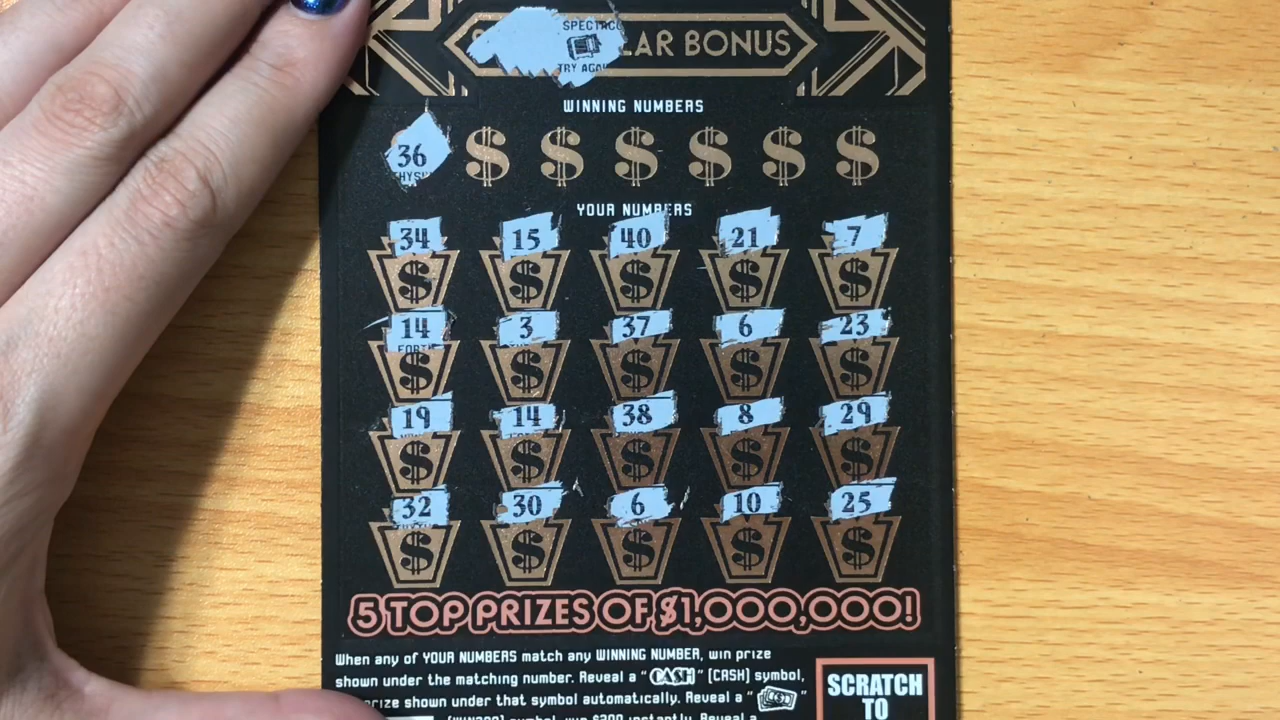 SPECTAC
LAR BONUS
TRY AGAI
WINNING NUMBERS
36 $ $ $ $ $ $
YOUR NUMBERS
34 15 40 21 7
$ $ $ $ $
14 3 37 6 23
$ $ $ $ $
19 14 38 8 29
$ $ $ $ $
32 30 6 10 25
$ $ $ $ $
5 TOP PRIZES OF $1,000,000!
When any of YOUR NUMBERS match any WINNING NUMBER, win prize
shown under the matching number. Reveal a "CASH" [CASH] symbol,
prize shown under that symbol automatically. Reveal a " "
symbol, win $200 instantly. Reveal a
SCRATCH
TO